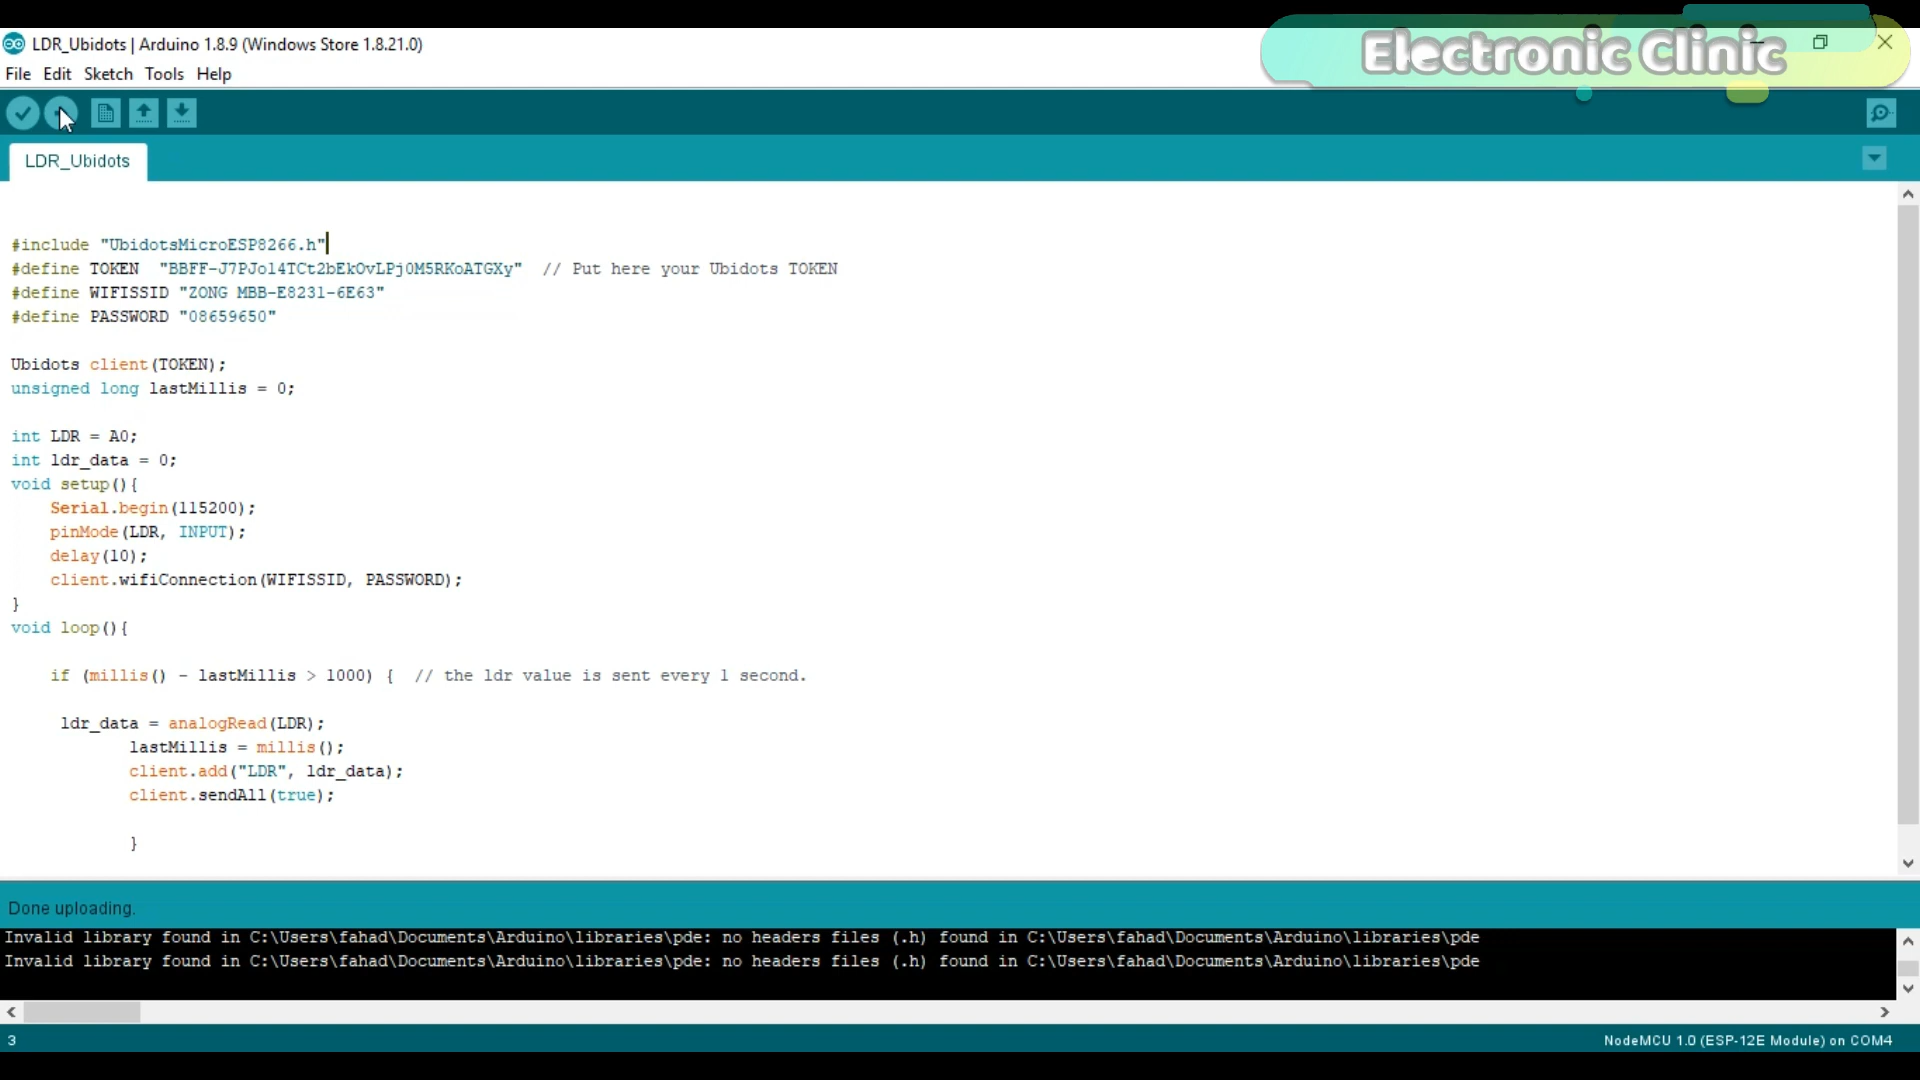 LDR_Ubidots | Arduino 1.8.9 (Windows Store 1.8.21.0)
Electronic Clinic
File Edit Sketch Tools Help
LDR_Ubidots
#include "UbidotsMicroESP8266.h"
#define TOKEN "BBFF-J7PJol4TCt2bEkOvLPj0M5RKoATGXy" // Put here your Ubidots TOKEN
#define WIFISSID "ZONG MBB-E8231-6E63"
#define PASSWORD "08659650"
Ubidots client(TOKEN);
unsigned long lastMillis = 0;
int LDR = A0;
int ldr_data = 0;
void setup(){
Serial.begin(115200);
pinMode(LDR, INPUT);
delay(10);
client.wifiConnection(WIFISSID, PASSWORD);
}
void loop(){
if (millis() - lastMillis > 1000) { // the ldr value is sent every 1 second.
ldr_data = analogRead(LDR);
lastMillis = millis();
client.add("LDR", ldr_data);
client.sendAll(true);
}
Done uploading.
Invalid library found in C:\Users\fahad\Documents\Arduino\libraries\pde: no headers files (.h) found in C:\Users\fahad\Documents\Arduino\libraries\pde
Invalid library found in C:\Users\fahad\Documents\Arduino\libraries\pde: no headers files (.h) found in C:\Users\fahad\Documents\Arduino\libraries\pde
3
NodeMCU 1.0 (ESP-12E Module) on COM4